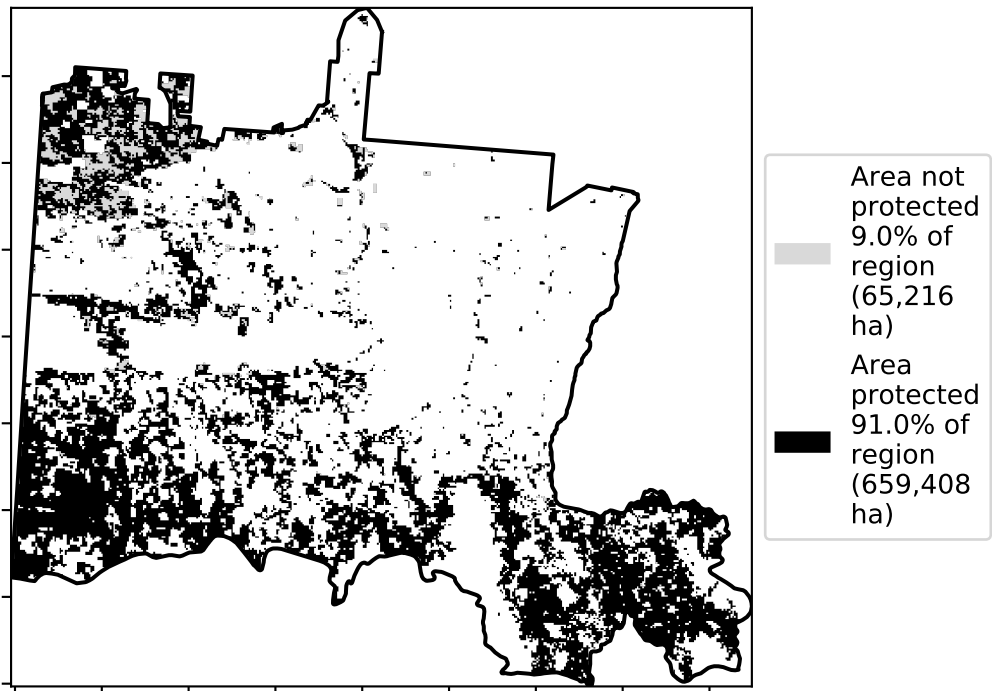 Area not
protected
9.0% of
region
(65,216
ha)
Area
protected
91.0% of
region
(659,408
ha)